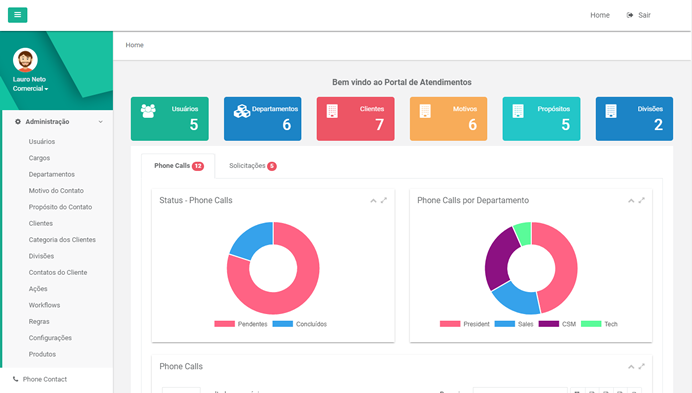 Home
Sair
Lauro Neto
Comercial
Home
Bem vindo ao Portal de Atendimentos
Usuários
5
Departamentos
6
Clientes
7
Motivos
6
Propósitos
5
Divisões
2
Administração
Usuários
Cargos
Departamentos
Motivo do Contato
Propósito do Contato
Clientes
Categoria dos Clientes
Divisões
Contatos do Cliente
Ações
Workflows
Regras
Configurações
Produtos
Phone Contact
Phone Calls 12
Solicitações 5
Status - Phone Calls
Pendentes Concluídos
Phone Calls por Departamento
President Sales CSM Tech
Phone Calls